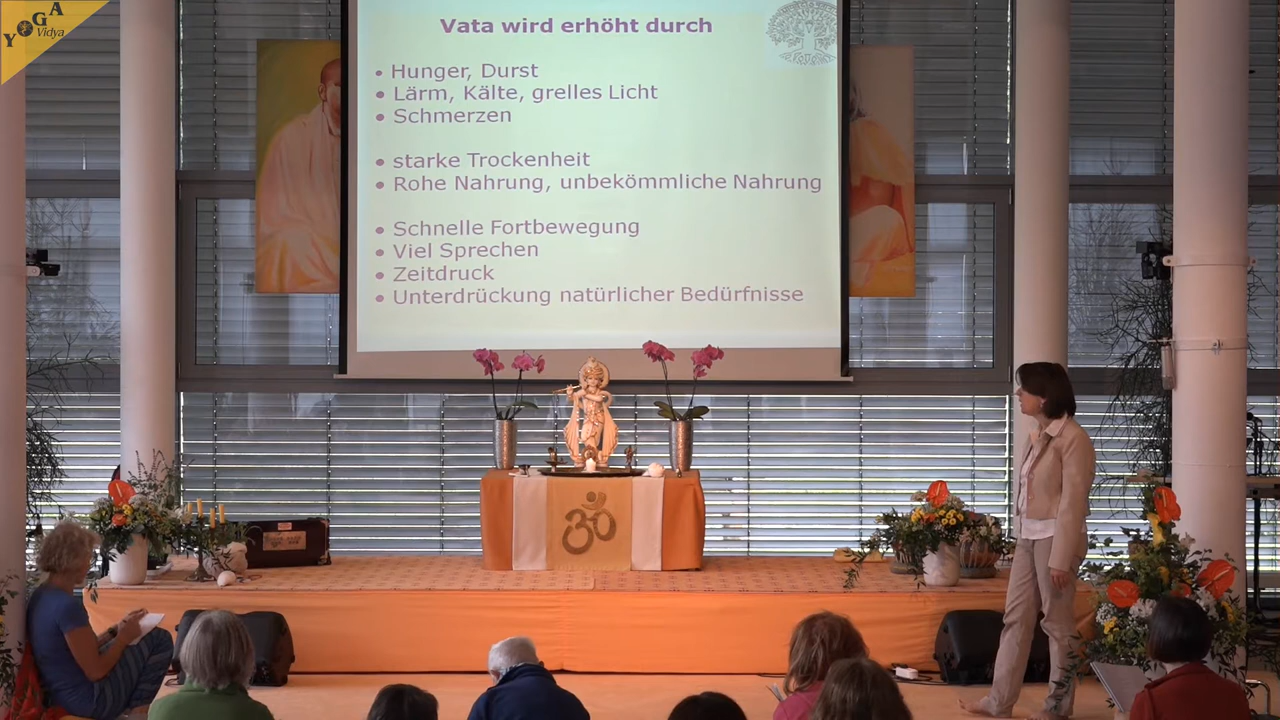 YOGA
Vidya
Vata wird erhöht durch
• Hunger, Durst
• Lärm, Kälte, grelles Licht
• Schmerzen
• starke Trockenheit
• Rohe Nahrung, unbekömmliche Nahrung
• Schnelle Fortbewegung
• Viel Sprechen
• Zeitdruck
• Unterdrückung natürlicher Bedürfnisse
ॐ